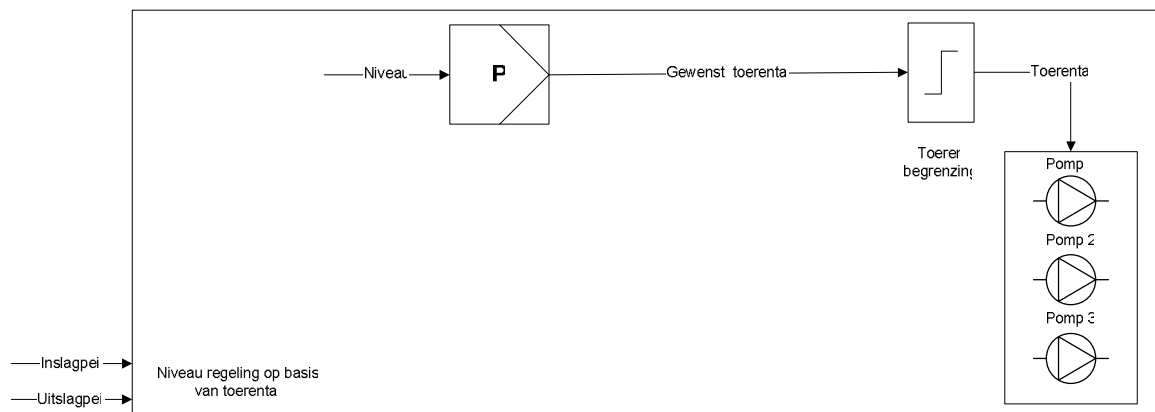 Niveau
P
Gewenst toerenta
Toerenta
Toerer
begrenzing
Pomp
Pomp 2
Pomp 3
Inslagpei
Uitslagpei
Niveau regeling op basis
van toerenta